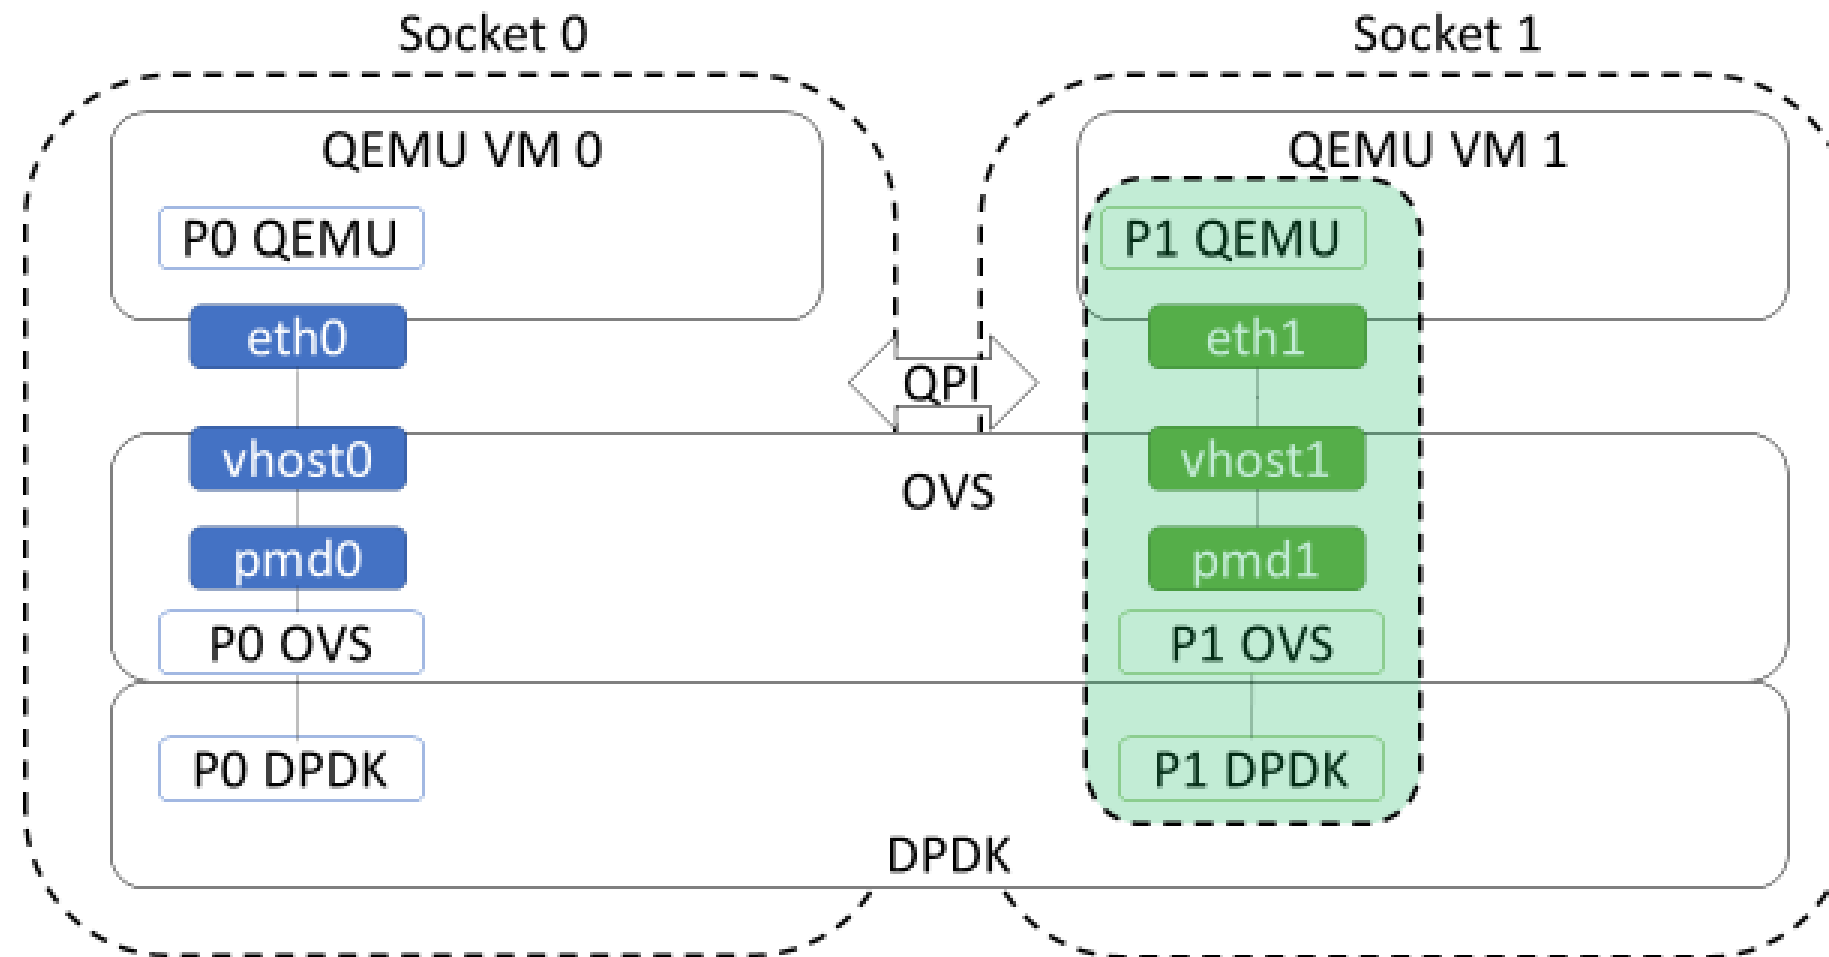 Socket 0
Socket 1
QEMU VM 0
QEMU VM 1
P0 QEMU
P1 QEMU
eth0
eth1
QPI
vhost0
vhost1
OVS
pmd0
pmd1
P0 OVS
P1 OVS
P0 DPDK
P1 DPDK
DPDK